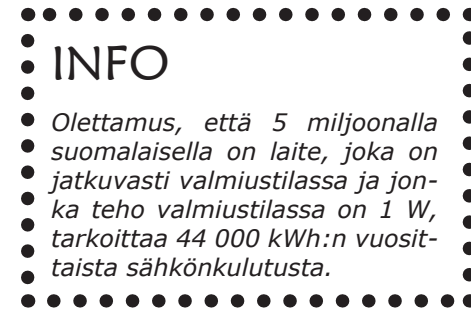 INFO
Olettamus, että 5 miljoonalla
suomalaisella on laite, joka on
jatkuvasti valmiustilassa ja jon-
ka teho valmiustilassa on 1 W,
tarkoittaa 44 000 kWh:n vuosit-
taista sähkönkulutusta.